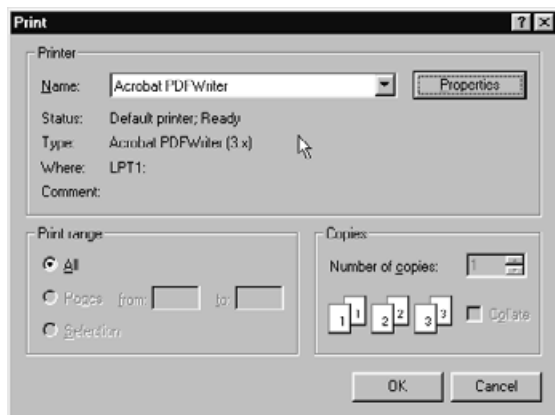 Print
Printer
Name: Acrobat PDFWriter Properties
Status: Default printer; Ready
Type: Acrobat PDFWriter (3.x)
Where: LPT1:
Comment:
Print range
All
Pages from: to:
Selection
Copies
Number of copies: 1
1 1 2 2 3 3 Collate
OK Cancel